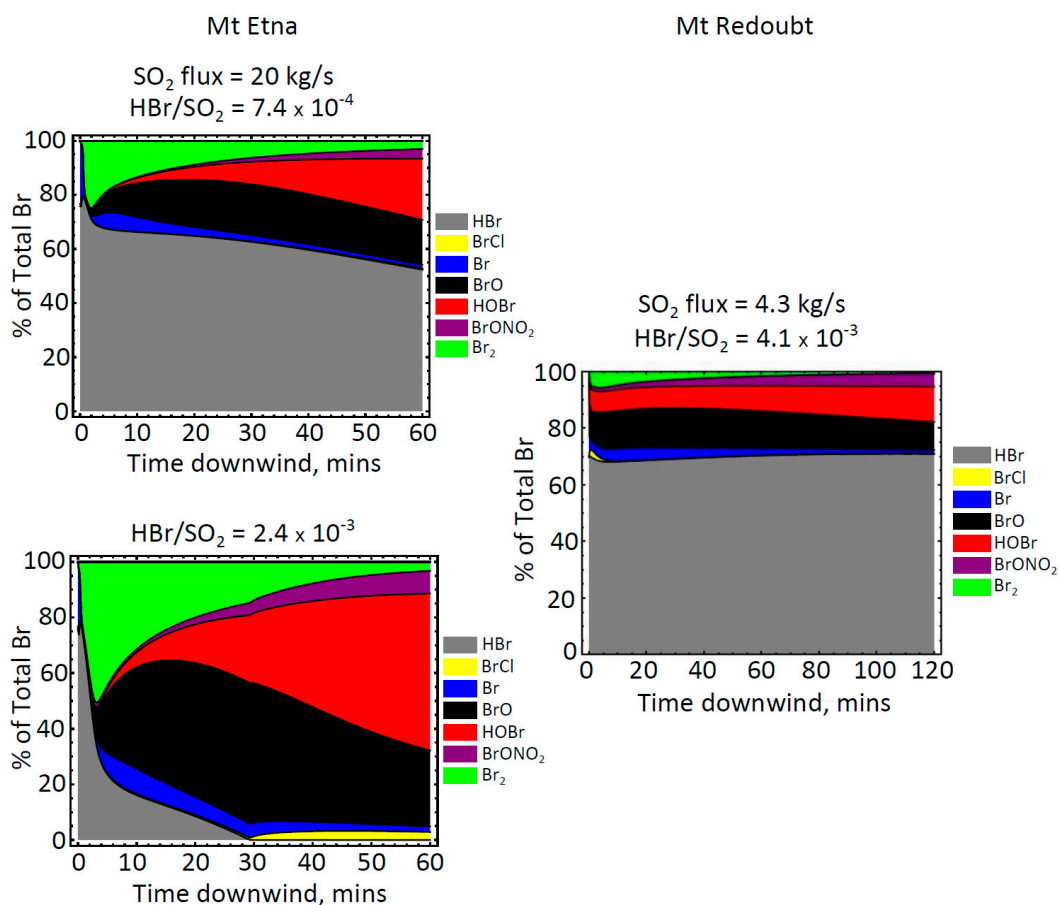 Mt Etna
SO₂ flux = 20 kg/s
HBr/SO₂ = 7.4 x 10⁻⁴
% of Total Br
100
80
60
40
20
0
0 10 20 30 40 50 60
Time downwind, mins
HBr
BrCl
Br
BrO
HOBr
BrONO₂
Br₂
HBr/SO₂ = 2.4 x 10⁻³
% of Total Br
100
80
60
40
20
0
0 10 20 30 40 50 60
Time downwind, mins
HBr
BrCl
Br
BrO
HOBr
BrONO₂
Br₂
Mt Redoubt
SO₂ flux = 4.3 kg/s
HBr/SO₂ = 4.1 x 10⁻³
% of Total Br
100
80
60
40
20
0
0 20 40 60 80 100 120
Time downwind, mins
HBr
BrCl
Br
BrO
HOBr
BrONO₂
Br₂